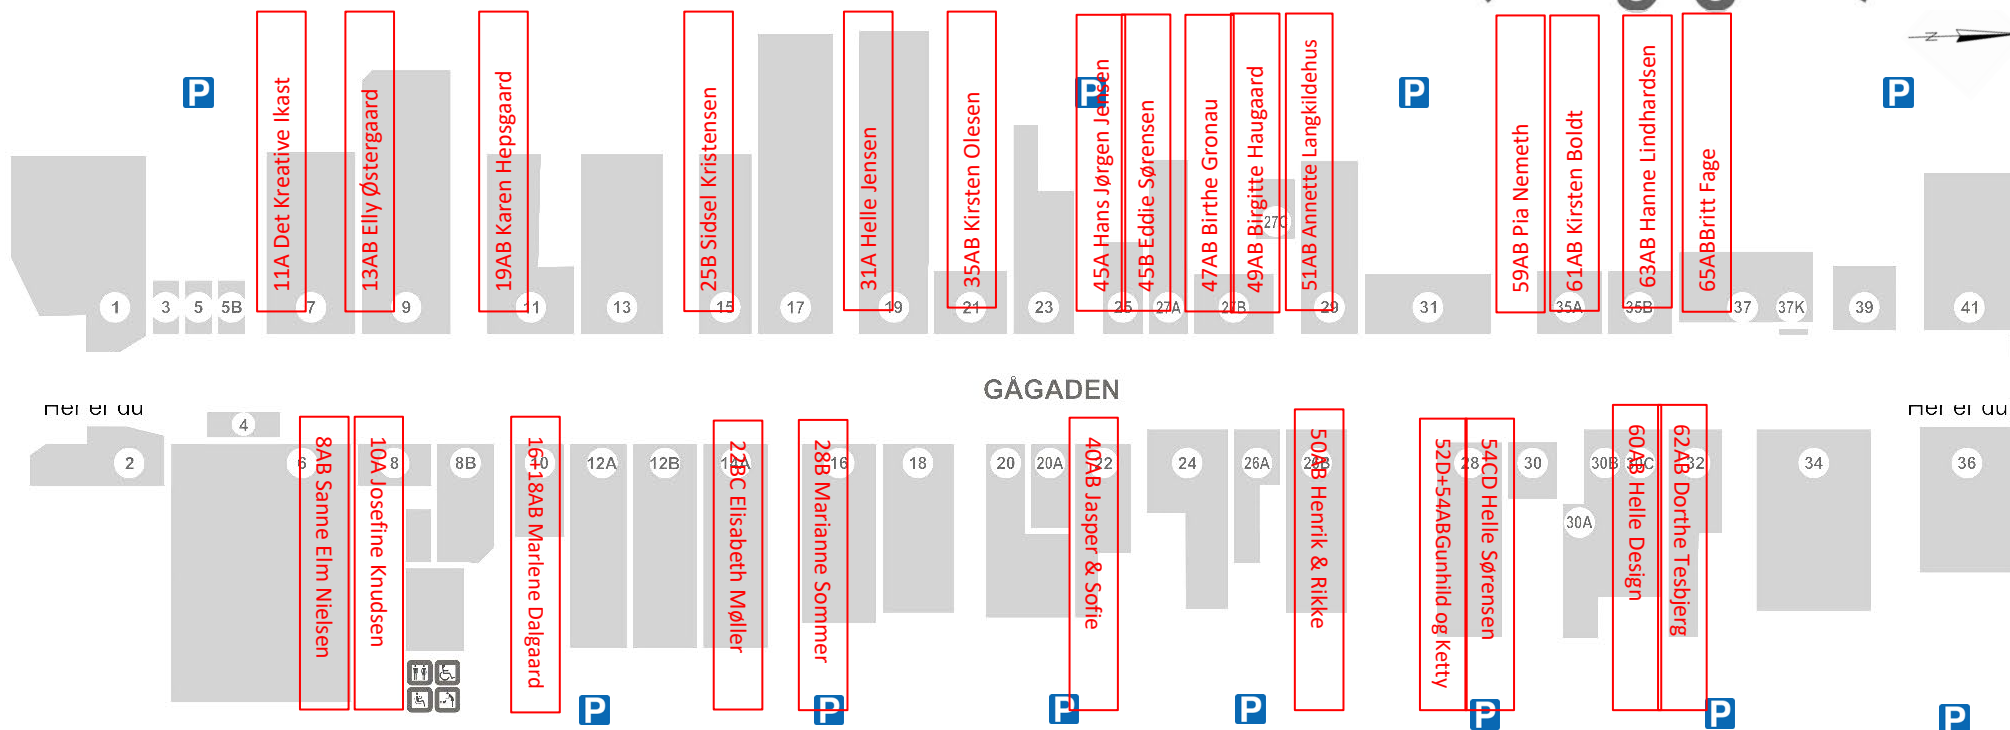 N
P
P
P
P
11A Det Kreative Ikast
13AB Elly Østergaard
19AB Karen Hepsgaard
25B Sidsel Kristensen
31A Helle Jensen
35AB Kirsten Olesen
45A Hans Jørgen Jensen
45B Eddie Sørensen
47AB Birthe Gronau
49AB Birgitte Haugaard
51AB Annette Langkildehus
59AB Pia Nemeth
61AB Kirsten Boldt
63AB Hanne Lindhardsen
65ABBritt Fage
27C
1 3 5 5B 7 9 11 13 15 17 19 21 23 25 27A 27B 29 31 35A 35B 37 37K 39 41
GÅGADEN
Her er du
Her er du
4
2 6 8 8B 10 12A 12B 14A 16 18 20 20A 22 24 26A 26B 28 30 30B 30C 32 34 36
30A
8AB Sanne Elm Nielsen
10A Josefine Knudsen
16+18AB Marlene Dalgaard
22BC Elisabeth Møller
28B Marianne Sommer
40AB Jasper & Sofie
50AB Henrik & Rikke
52D+54ABGunhild og Ketty
54CD Helle Sørensen
60AB Helle Design
62AB Dorthe Tesbjerg
P
P
P
P
P
P
P